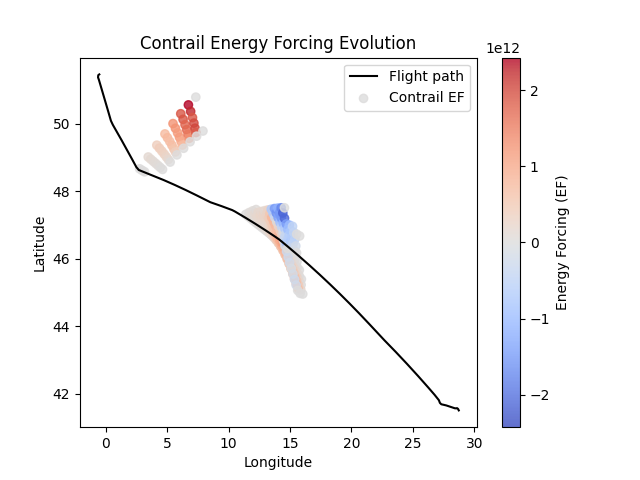 Contrail Energy Forcing Evolution
1e12
Flight path
Contrail EF
50
48
46
44
42
Latitude
0
5
10
15
20
25
30
Longitude
2
1
0
−1
−2
Energy Forcing (EF)